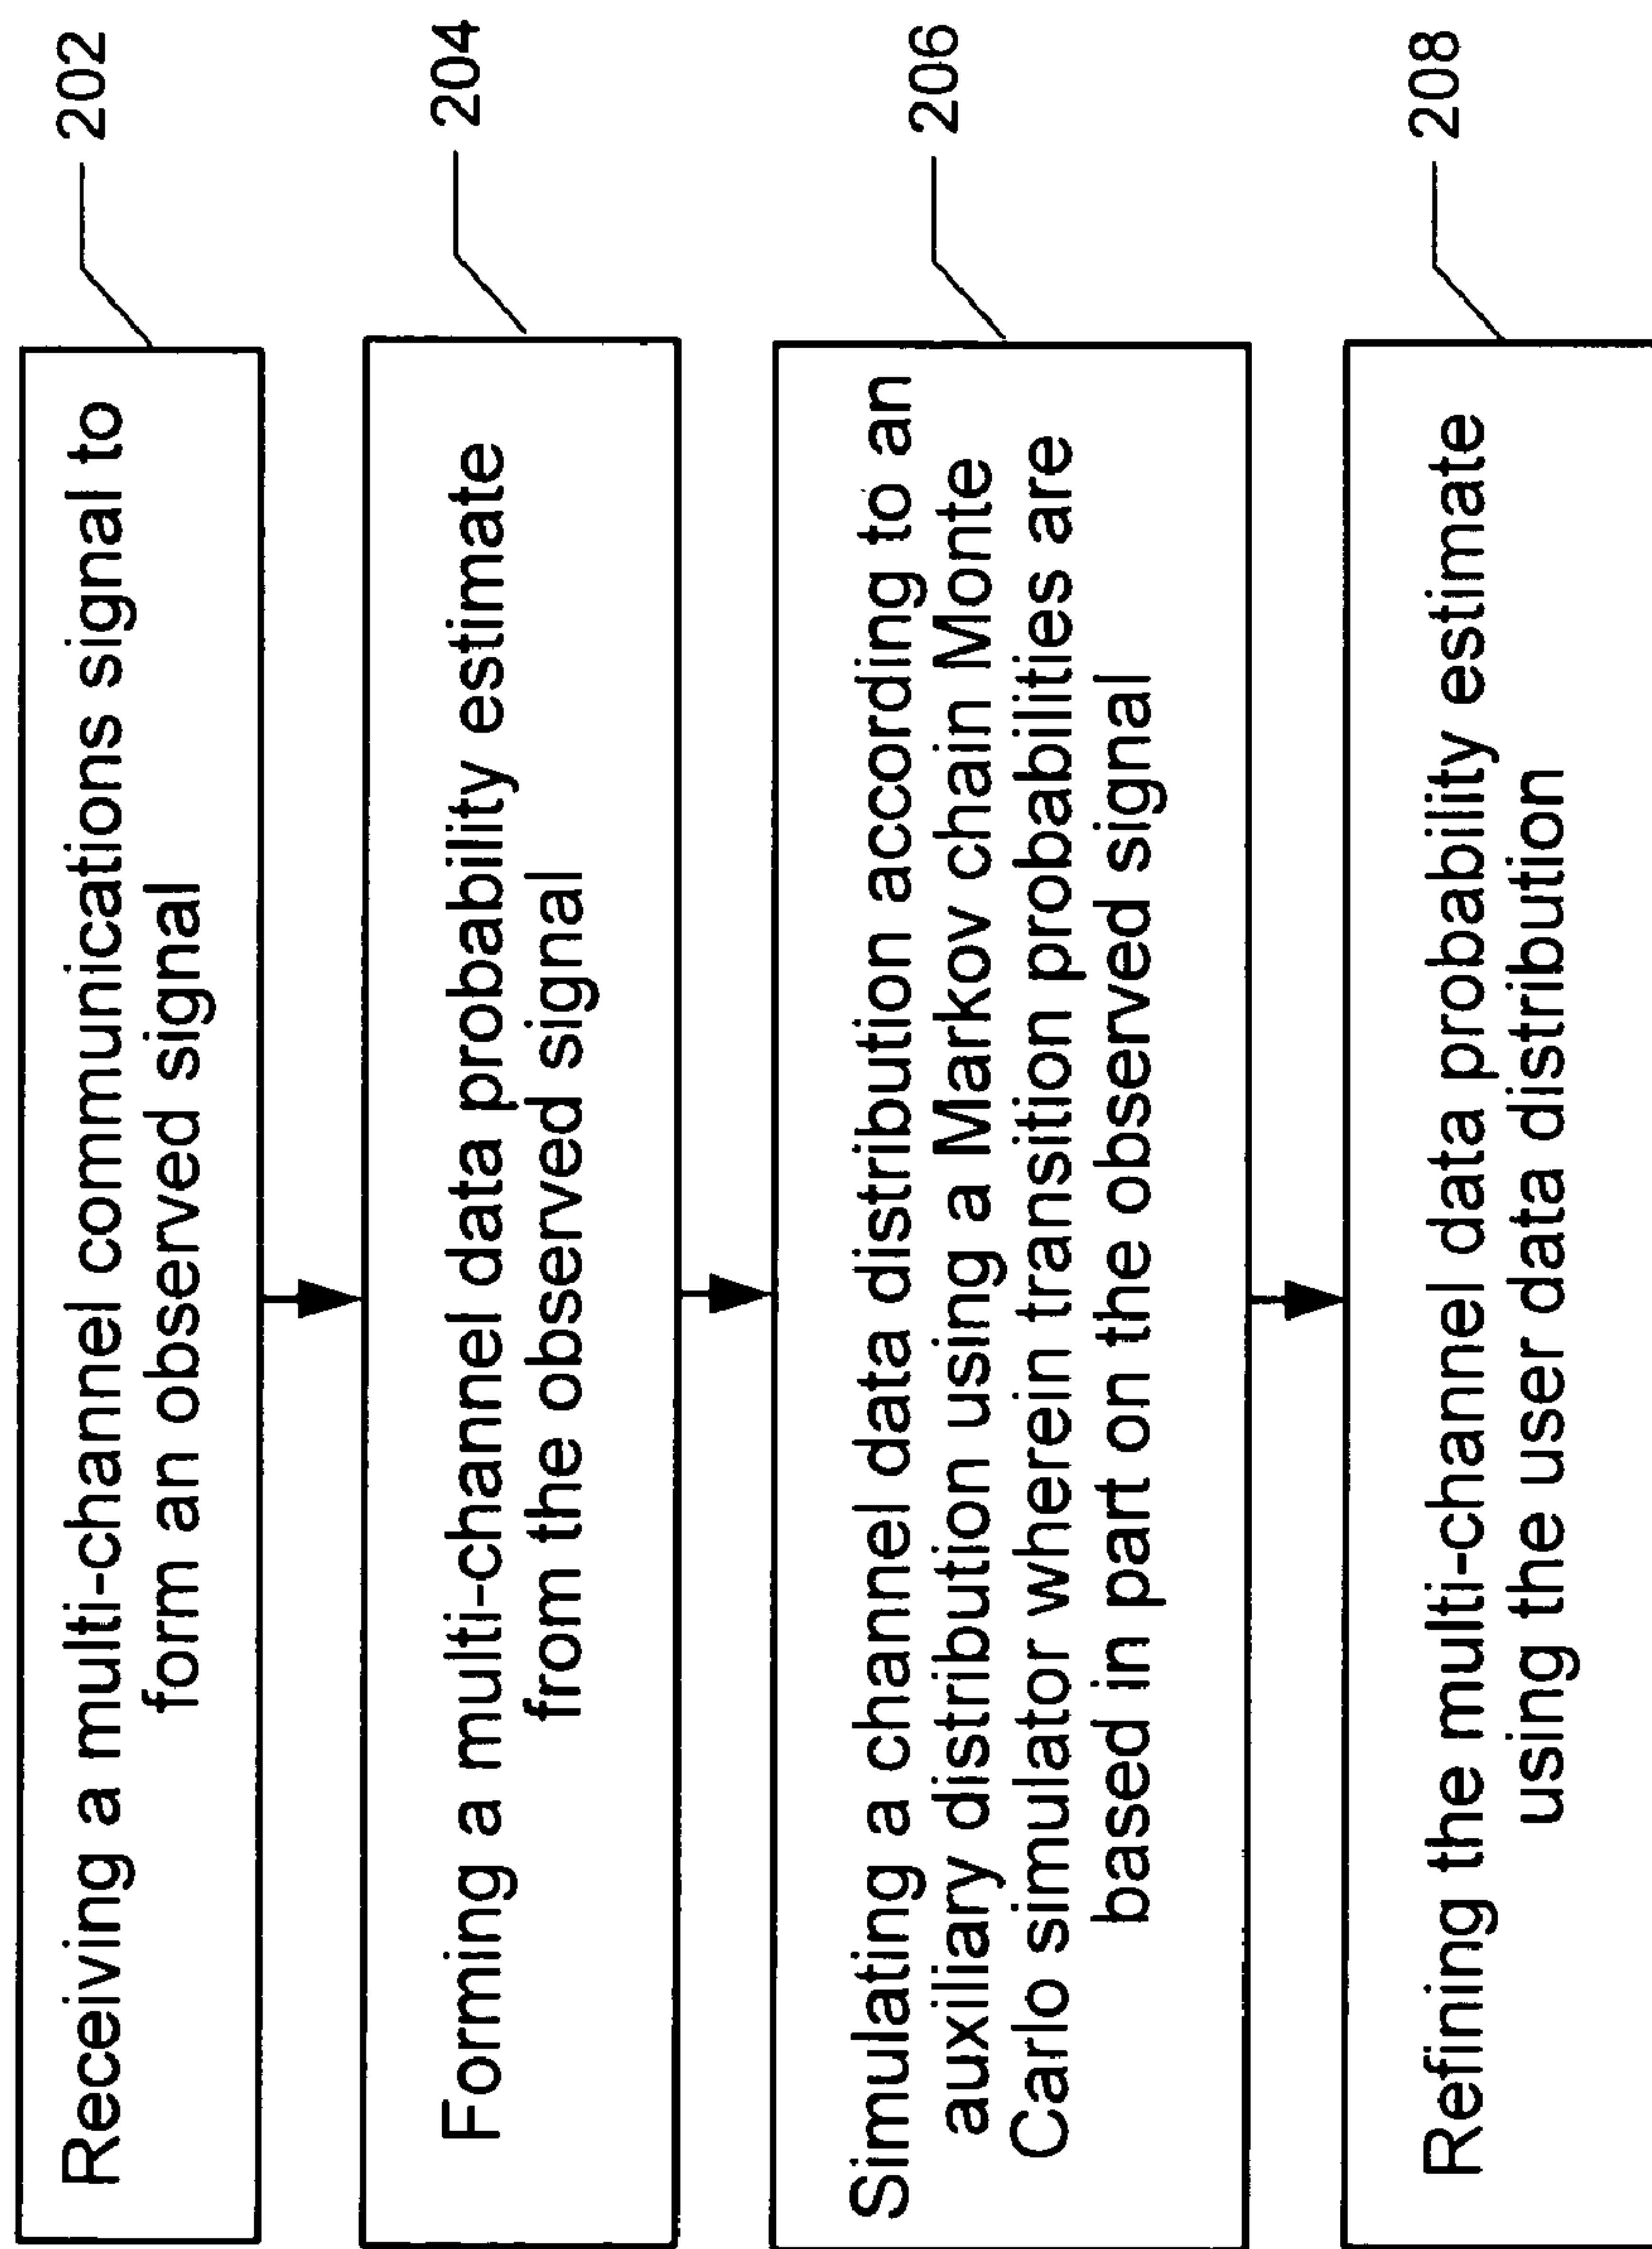 Receiving a multi-channel communications signal to
form an observed signal
202
Forming a multi-channel data probability estimate
from the observed signal
204
Simulating a channel data distribution according to an
auxiliary distribution using a Markov chain Monte
Carlo simulator wherein transition probabilities are
based in part on the observed signal
206
Refining the multi-channel data probability estimate
using the user data distribution
208